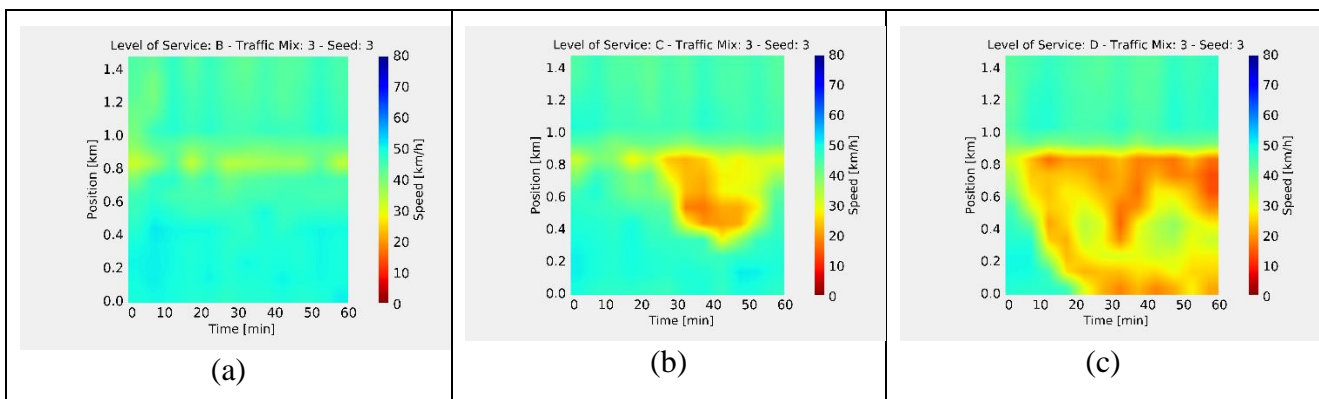 Level of Service: B - Traffic Mix: 3 - Seed: 3
1.4
1.2
1.0
0.8
0.6
0.4
0.2
0.0
Position [km]
0 10 20 30 40 50 60
Time [min]
80
70
60
50
40
30
20
10
0
Speed [km/h]
(a)
Level of Service: C - Traffic Mix: 3 - Seed: 3
1.4
1.2
1.0
0.8
0.6
0.4
0.2
0.0
Position [km]
0 10 20 30 40 50 60
Time [min]
80
70
60
50
40
30
20
10
0
Speed [km/h]
(b)
Level of Service: D - Traffic Mix: 3 - Seed: 3
1.4
1.2
1.0
0.8
0.6
0.4
0.2
0.0
Position [km]
0 10 20 30 40 50 60
Time [min]
80
70
60
50
40
30
20
10
0
Speed [km/h]
(c)